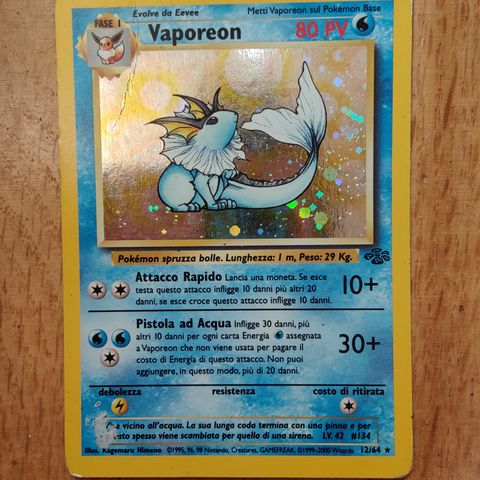 Evolve da Eevee
Metti Vaporeon sul Pokémon Base
FASE 1
Vaporeon
80 PV
Pokémon spruzza bolle. Lunghezza: 1 m, Peso: 29 Kg.
Attacco Rapido Lancia una moneta. Se esce
testa questo attacco infligge 10 danni più altri 20
danni, se esce croce questo attacco infligge 10 danni.
10+
Pistola ad Acqua Infligge 30 danni, più
altri 10 danni per ogni carta Energia assegnata
a Vaporeon che non viene usata per pagare il
costo di Energia di questo attacco. Non puoi
aggiungere, in questo modo, più di 20 danni.
30+
debolezza
resistenza
costo di ritirata
vicino all'acqua. La sua lunga coda termina con una pinna e per
questo spesso viene scambiata per quella di una sirena. LV. 42 #134
Illus. Kagemaru Himeno ©1995, 96, 98 Nintendo, Creatures, GAMEFREAK. ©1999-2000 Wizards. 12/64 ★